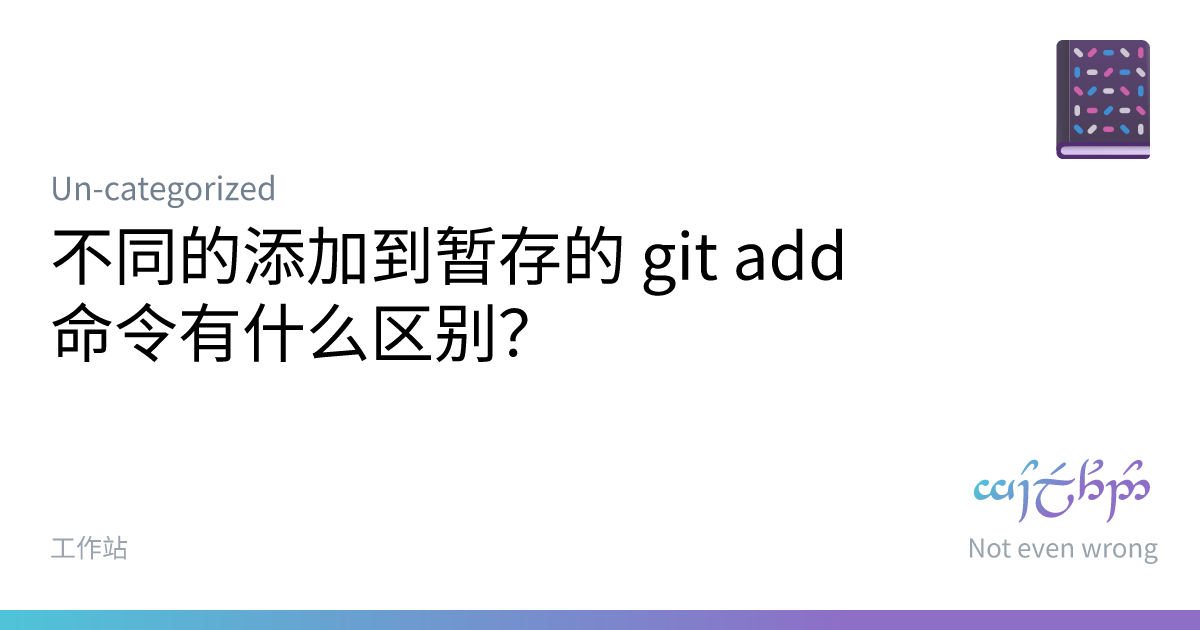 Un-categorized
不同的添加到暂存的 git add
命令有什么区别?
工作站
Not even wrong